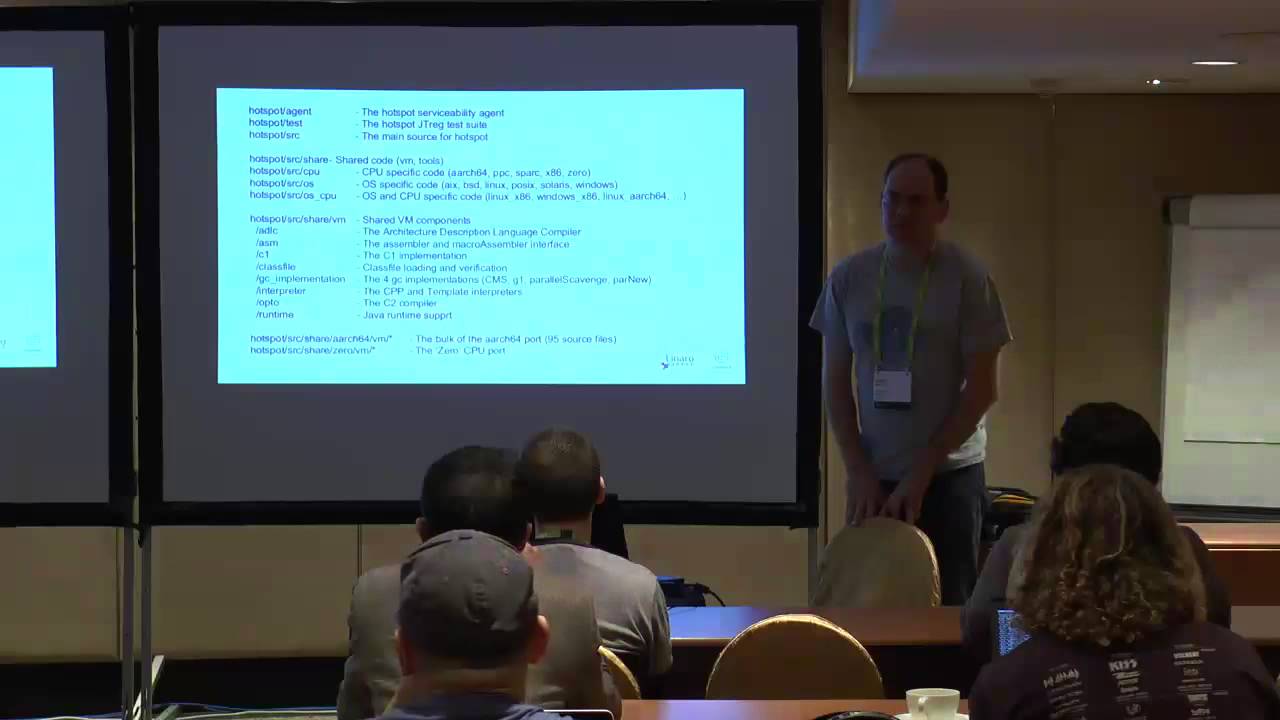 hotspot/agent - The hotspot serviceability agent
hotspot/test - The hotspot JTreg test suite
hotspot/src - The main source for hotspot
hotspot/src/share- Shared code (vm, tools)
hotspot/src/cpu - CPU specific code (aarch64, ppc, sparc, x86, zero)
hotspot/src/os - OS specific code (aix, bsd, linux, posix, solaris, windows)
hotspot/src/os_cpu - OS and CPU specific code (linux_x86, windows_x86, linux_aarch64, ...)
hotspot/src/share/vm - Shared VM components
/adlc - The Architecture Description Language Compiler
/asm - The assembler and macroAssembler interface
/c1 - The C1 implementation
/classfile - Classfile loading and verification
/gc_implementation - The 4 gc implementations (CMS, g1, parallelScavenge, parNew)
/interpreter - The CPP and Template interpreters
/opto - The C2 compiler
/runtime - Java runtime supprt
hotspot/src/share/aarch64/vm/* - The bulk of the aarch64 port (95 source files)
hotspot/src/share/zero/vm/* - The 'Zero' CPU port
Linaro
KISS